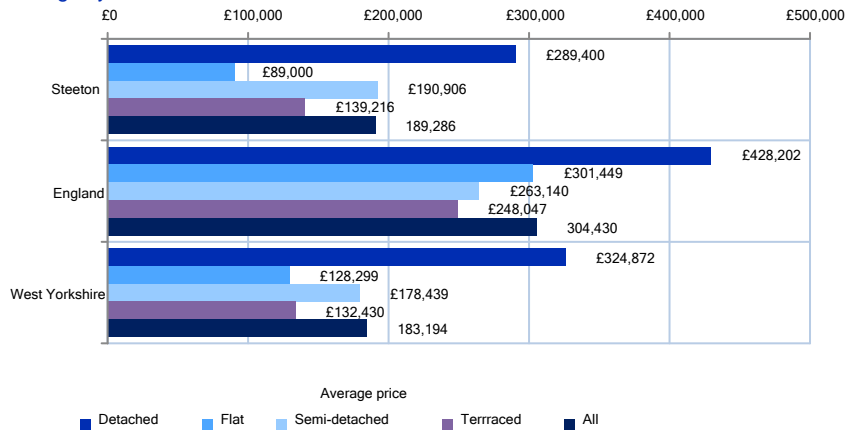 £0 £100,000 £200,000 £300,000 £400,000 £500,000
£289,400
£89,000
Steeton £190,906
£139,216
189,286
£428,202
£301,449
England £263,140
£248,047
304,430
£324,872
£128,299
West Yorkshire £178,439
£132,430
183,194
Average price
Detached Flat Semi-detached Terrraced All